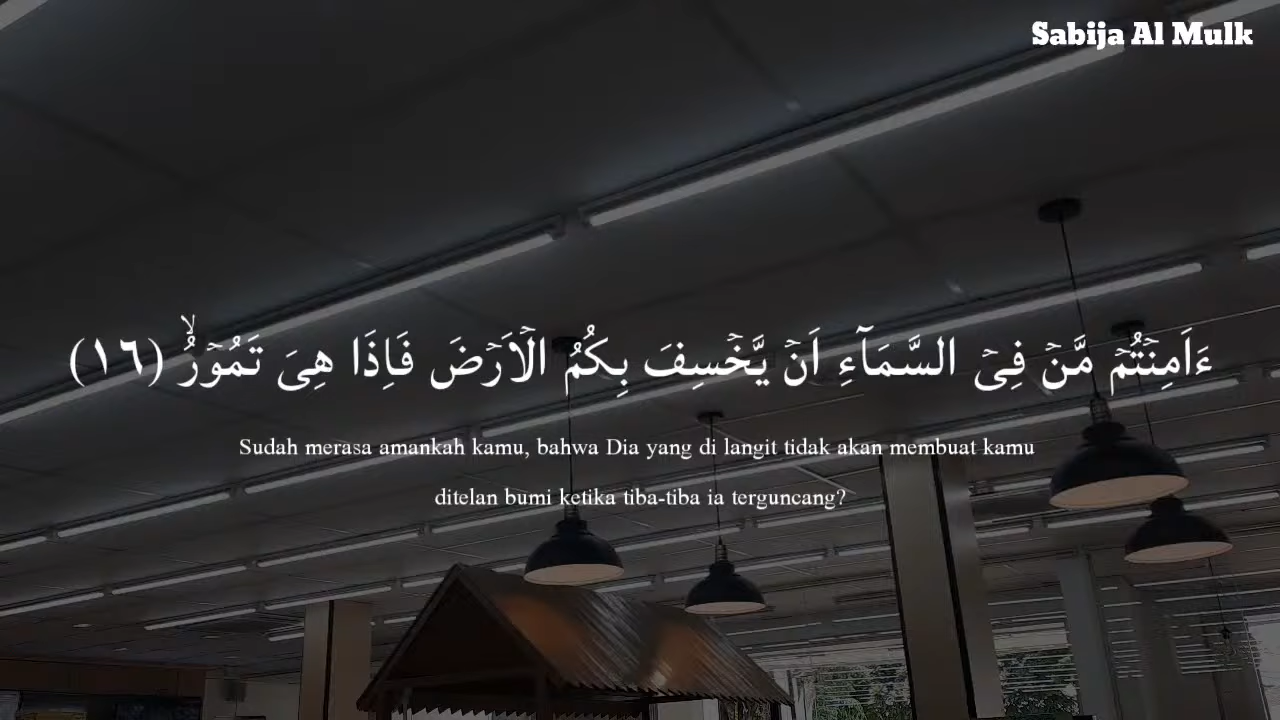 Sabija Al Mulk
ءَاَمِنْتُمْ مَّنْ فِى السَّمَاۤءِ اَنْ يَّخْسِفَ بِكُمُ الْاَرْضَ فَاِذَا هِيَ تَمُوْرُۙ (١٦)
Sudah merasa amankah kamu, bahwa Dia yang di langit tidak akan membuat kamu
ditelan bumi ketika tiba-tiba ia terguncang?